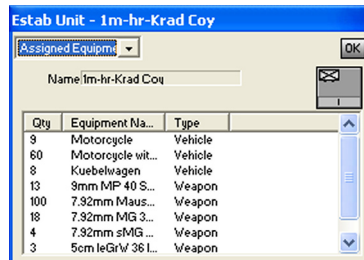 Estab Unit - 1m-hr-Krad Coy
Assigned Equipme
OK
Name 1m-hr-Krad Coy
Qty Equipment Na... Type
9 Motorcycle Vehicle
60 Motorcycle wit... Vehicle
8 Kuebelwagen Vehicle
13 9mm MP 40 S... Weapon
100 7.92mm Maus... Weapon
18 7.92mm MG 3... Weapon
4 7.92mm sMG ... Weapon
3 5cm leGrW 36 l... Weapon